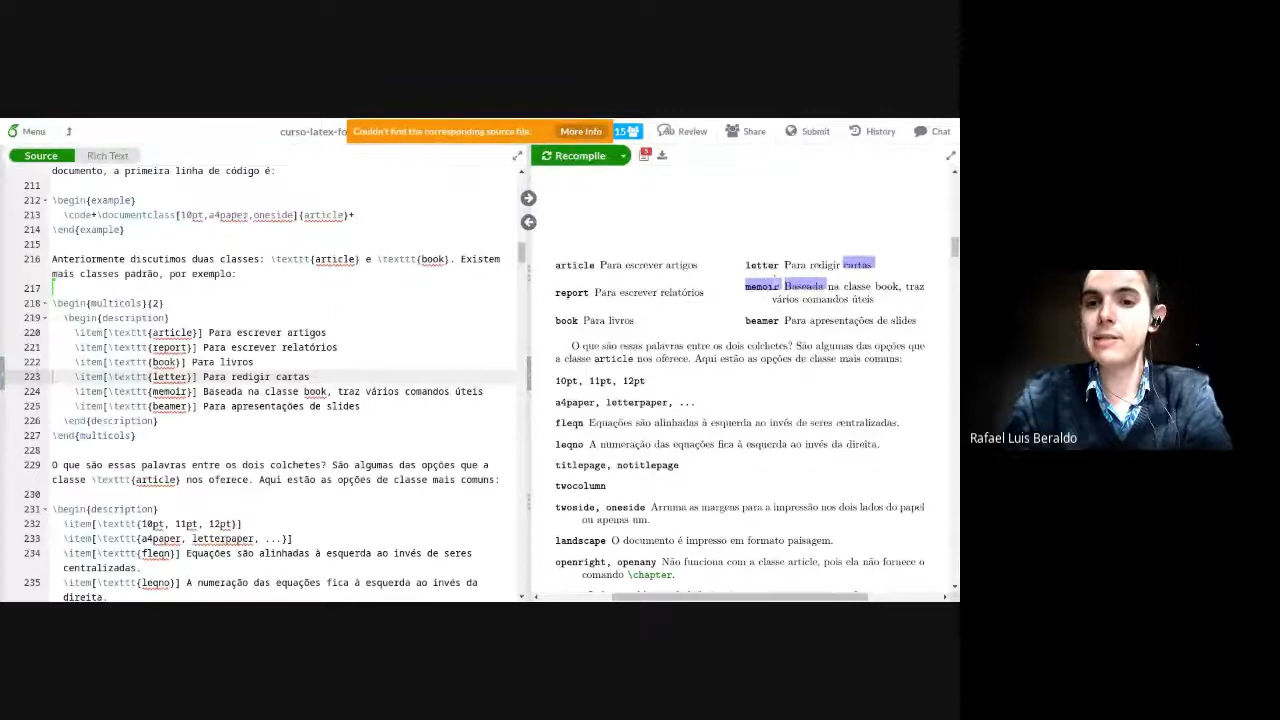 Menu
curso-latex-fo
Couldn't find the corresponding source file.
More Info
15
Review
Share
Submit
History
Chat
Source
Rich Text
Recompile
documento, a primeira linha de código é:
211
212 \begin{example}
213 \code+\documentclass[10pt,a4paper,oneside]{article}+
214 \end{example}
215
216 Anteriormente discutimos duas classes: \texttt{article} e \texttt{book}. Existem
mais classes padrão, por exemplo:
217
218 \begin{multicols}{2}
219 \begin{description}
220 \item[\texttt{article}] Para escrever artigos
221 \item[\texttt{report}] Para escrever relatórios
222 \item[\texttt{book}] Para livros
223 \item[\texttt{letter}] Para redigir cartas
224 \item[\texttt{memoir}] Baseada na classe book, traz vários comandos úteis
225 \item[\texttt{beamer}] Para apresentações de slides
226 \end{description}
227 \end{multicols}
228
229 O que são essas palavras entre os dois colchetes? São algumas das opções que a
classe \texttt{article} nos oferece. Aqui estão as opções de classe mais comuns:
230
231 \begin{description}
232 \item[\texttt{10pt, 11pt, 12pt}]
233 \item[\texttt{a4paper, letterpaper, ...}]
234 \item[\texttt{fleqn}] Equações são alinhadas à esquerda ao invés de seres
centralizadas.
235 \item[\texttt{leqno}] A numeração das equações fica à esquerda ao invés da
direita.
article Para escrever artigos
report Para escrever relatórios
book Para livros
letter Para redigir cartas
memoir Baseada na classe book, traz
vários comandos úteis
beamer Para apresentações de slides
O que são essas palavras entre os dois colchetes? São algumas das opções que
a classe article nos oferece. Aqui estão as opções de classe mais comuns:
10pt, 11pt, 12pt
a4paper, letterpaper, ...
fleqn Equações são alinhadas à esquerda ao invés de seres centralizadas.
leqno A numeração das equações fica à esquerda ao invés da direita.
titlepage, notitlepage
twocolumn
twoside, oneside Arruma as margens para a impressão nos dois lados do papel
ou apenas um.
landscape O documento é impresso em formato paisagem.
openright, openany Não funciona com a classe article, pois ela não fornece o
comando \chapter.
Rafael Luis Beraldo